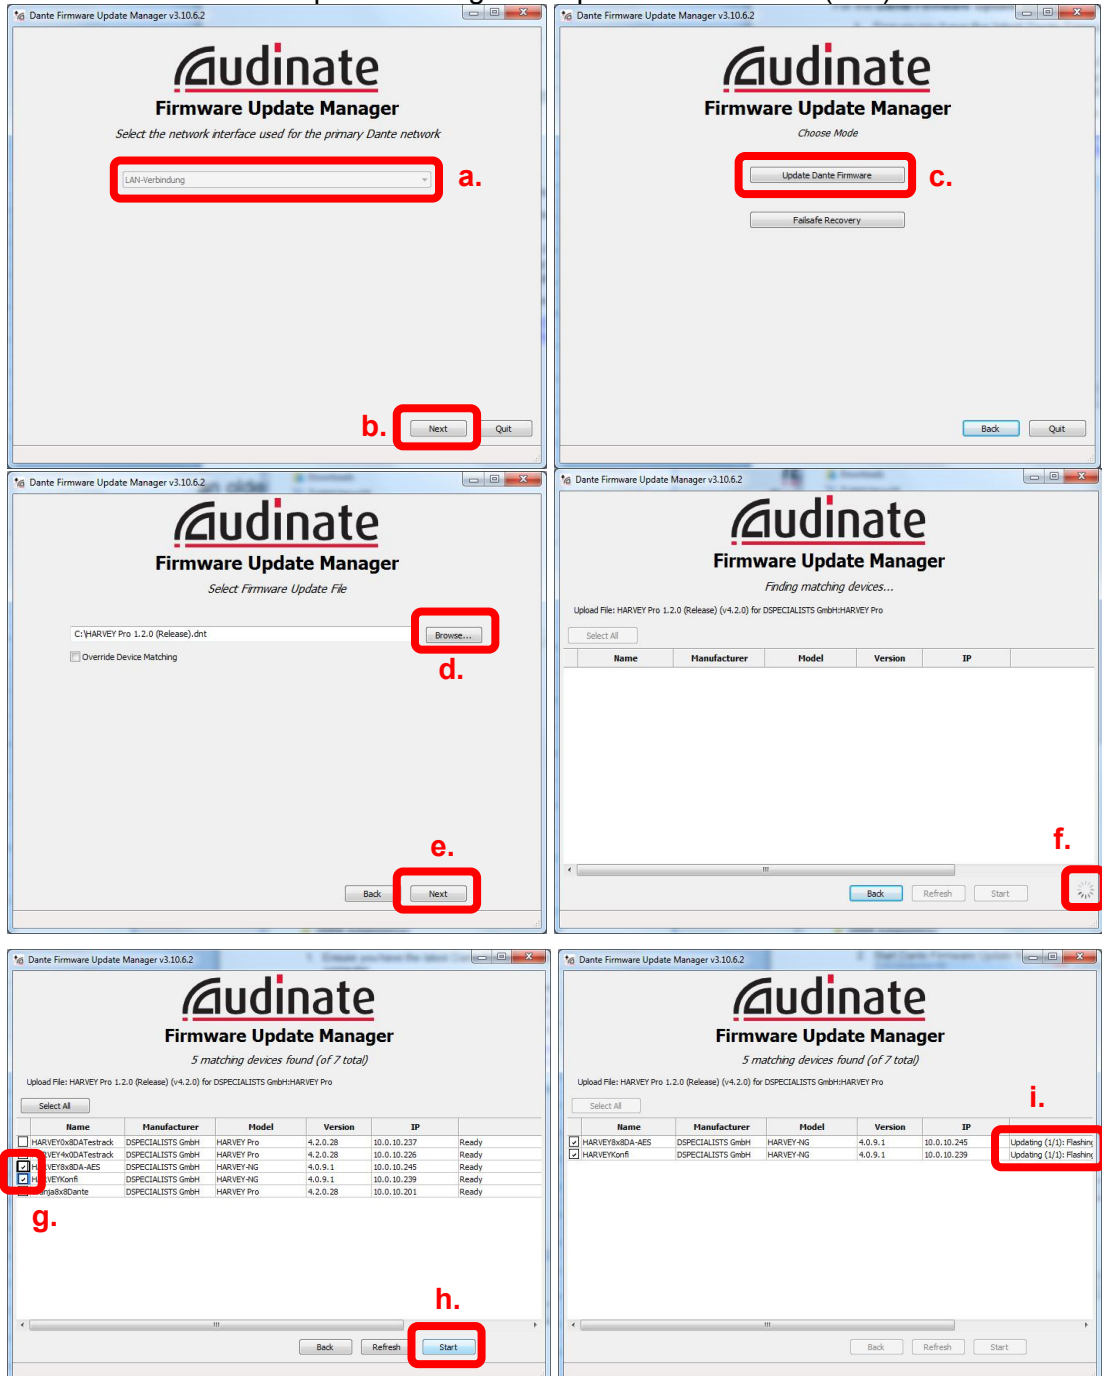 Dante Firmware Update Manager v3.10.6.2
Audinate
Firmware Update Manager
Select the network interface used for the primary Dante network
LAN-Verbindung
a.
b.
Next
Quit
Dante Firmware Update Manager v3.10.6.2
Audinate
Firmware Update Manager
Choose Mode
Update Dante Firmware
c.
Failsafe Recovery
Back
Quit
Dante Firmware Update Manager v3.10.6.2
Audinate
Firmware Update Manager
Select Firmware Update File
C:\HARVEY Pro 1.2.0 (Release).dnt
Browse...
Override Device Matching
d.
e.
Back
Next
Dante Firmware Update Manager v3.10.6.2
Audinate
Firmware Update Manager
Finding matching devices...
Upload File: HARVEY Pro 1.2.0 (Release) (v4.2.0) for DSPECIALISTS GmbH:HARVEY Pro
Select All
Name Manufacturer Model Version IP
f.
Back
Refresh
Start
Dante Firmware Update Manager v3.10.6.2
Audinate
Firmware Update Manager
5 matching devices found (of 7 total)
Upload File: HARVEY Pro 1.2.0 (Release) (v4.2.0) for DSPECIALISTS GmbH:HARVEY Pro
Select All
Name Manufacturer Model Version IP
HARVEY0x8DATestrack DSPECIALISTS GmbH HARVEY Pro 4.2.0.28 10.0.10.237 Ready
HARVEY4x0DATestrack DSPECIALISTS GmbH HARVEY Pro 4.2.0.28 10.0.10.226 Ready
HARVEY8x8DA-AES DSPECIALISTS GmbH HARVEY-NG 4.0.9.1 10.0.10.245 Ready
HARVEYKonfi DSPECIALISTS GmbH HARVEY-NG 4.0.9.1 10.0.10.239 Ready
DSPECIALISTS GmbH HARVEY Pro 4.2.0.28 10.0.10.201 Ready
g.
h.
Back
Refresh
Start
Dante Firmware Update Manager v3.10.6.2
Audinate
Firmware Update Manager
5 matching devices found (of 7 total)
Upload File: HARVEY Pro 1.2.0 (Release) (v4.2.0) for DSPECIALISTS GmbH:HARVEY Pro
Select All
i.
Name Manufacturer Model Version IP
HARVEY8x8DA-AES DSPECIALISTS GmbH HARVEY-NG 4.0.9.1 10.0.10.245 Updating (1/1): Flashing
HARVEYKonfi DSPECIALISTS GmbH HARVEY-NG 4.0.9.1 10.0.10.239 Updating (1/1): Flashing
Back
Refresh
Start